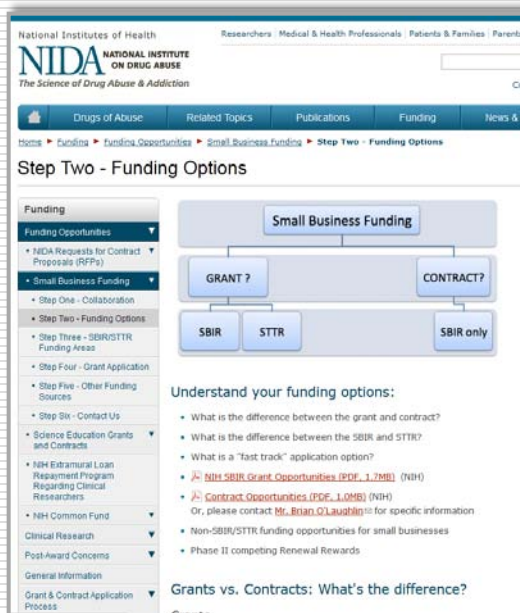 National Institutes of Health
Researchers Medical & Health Professionals Patients & Families Parents
NIDA NATIONAL INSTITUTE
ON DRUG ABUSE
The Science of Drug Abuse & Addiction
Drugs of Abuse Related Topics Publications Funding News &
Home Funding Funding Opportunities Small Business Funding Step Two - Funding Options
Step Two - Funding Options
Funding
Funding Opportunities
NIDA Requests for Contract
Proposals (RFPs)
Small Business Funding
Step One - Collaboration
Step Two - Funding Options
Step Three - SBIR/STTR
Funding Areas
Step Four - Grant Application
Step Five - Other Funding
Sources
Step Six - Contact Us
Science Education Grants
and Contracts
NIH Extramural Loan
Repayment Program
Regarding Clinical
Researchers
NIH Common Fund
Clinical Research
Post-Award Concerns
General Information
Grant & Contract Application
Process
Small Business Funding
GRANT ? CONTRACT?
SBIR STTR SBIR only
Understand your funding options:
• What is the difference between the grant and contract?
• What is the difference between the SBIR and STTR?
• What is a "fast track" application option?
• NIH SBIR Grant Opportunities (PDF, 1.7MB) (NIH)
• Contract Opportunities (PDF, 1.0MB) (NIH)
Or, please contact Mr. Brian O'Laughlin for specific information
• Non-SBIR/STTR funding opportunities for small businesses
• Phase II competing Renewal Rewards
Grants vs. Contracts: What's the difference?